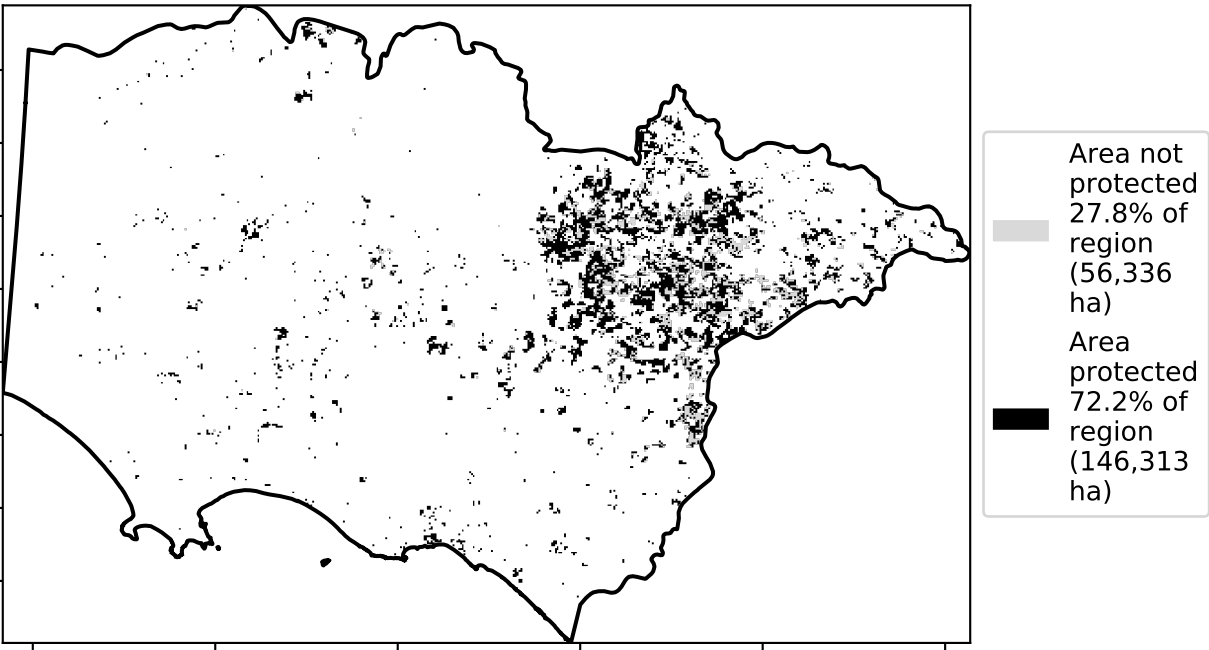 Area not
protected
27.8% of
region
(56,336
ha)
Area
protected
72.2% of
region
(146,313
ha)